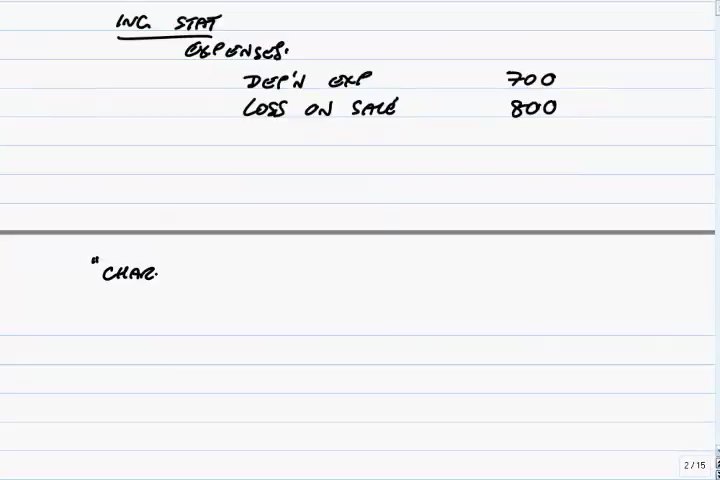 INC. STAT
EXPENSES.
DEP'N EXP 700
LOSS ON SALE 800
"CHAR.
2 / 15